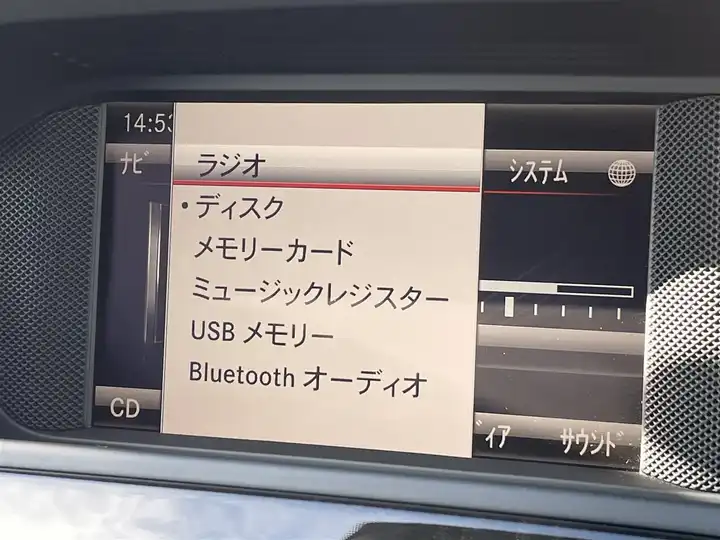 14:53
ナビ
ラジオ
システム
•ディスク
メモリーカード
ミュージックレジスター
USB メモリー
Bluetooth オーディオ
CD
ィア
サウンド